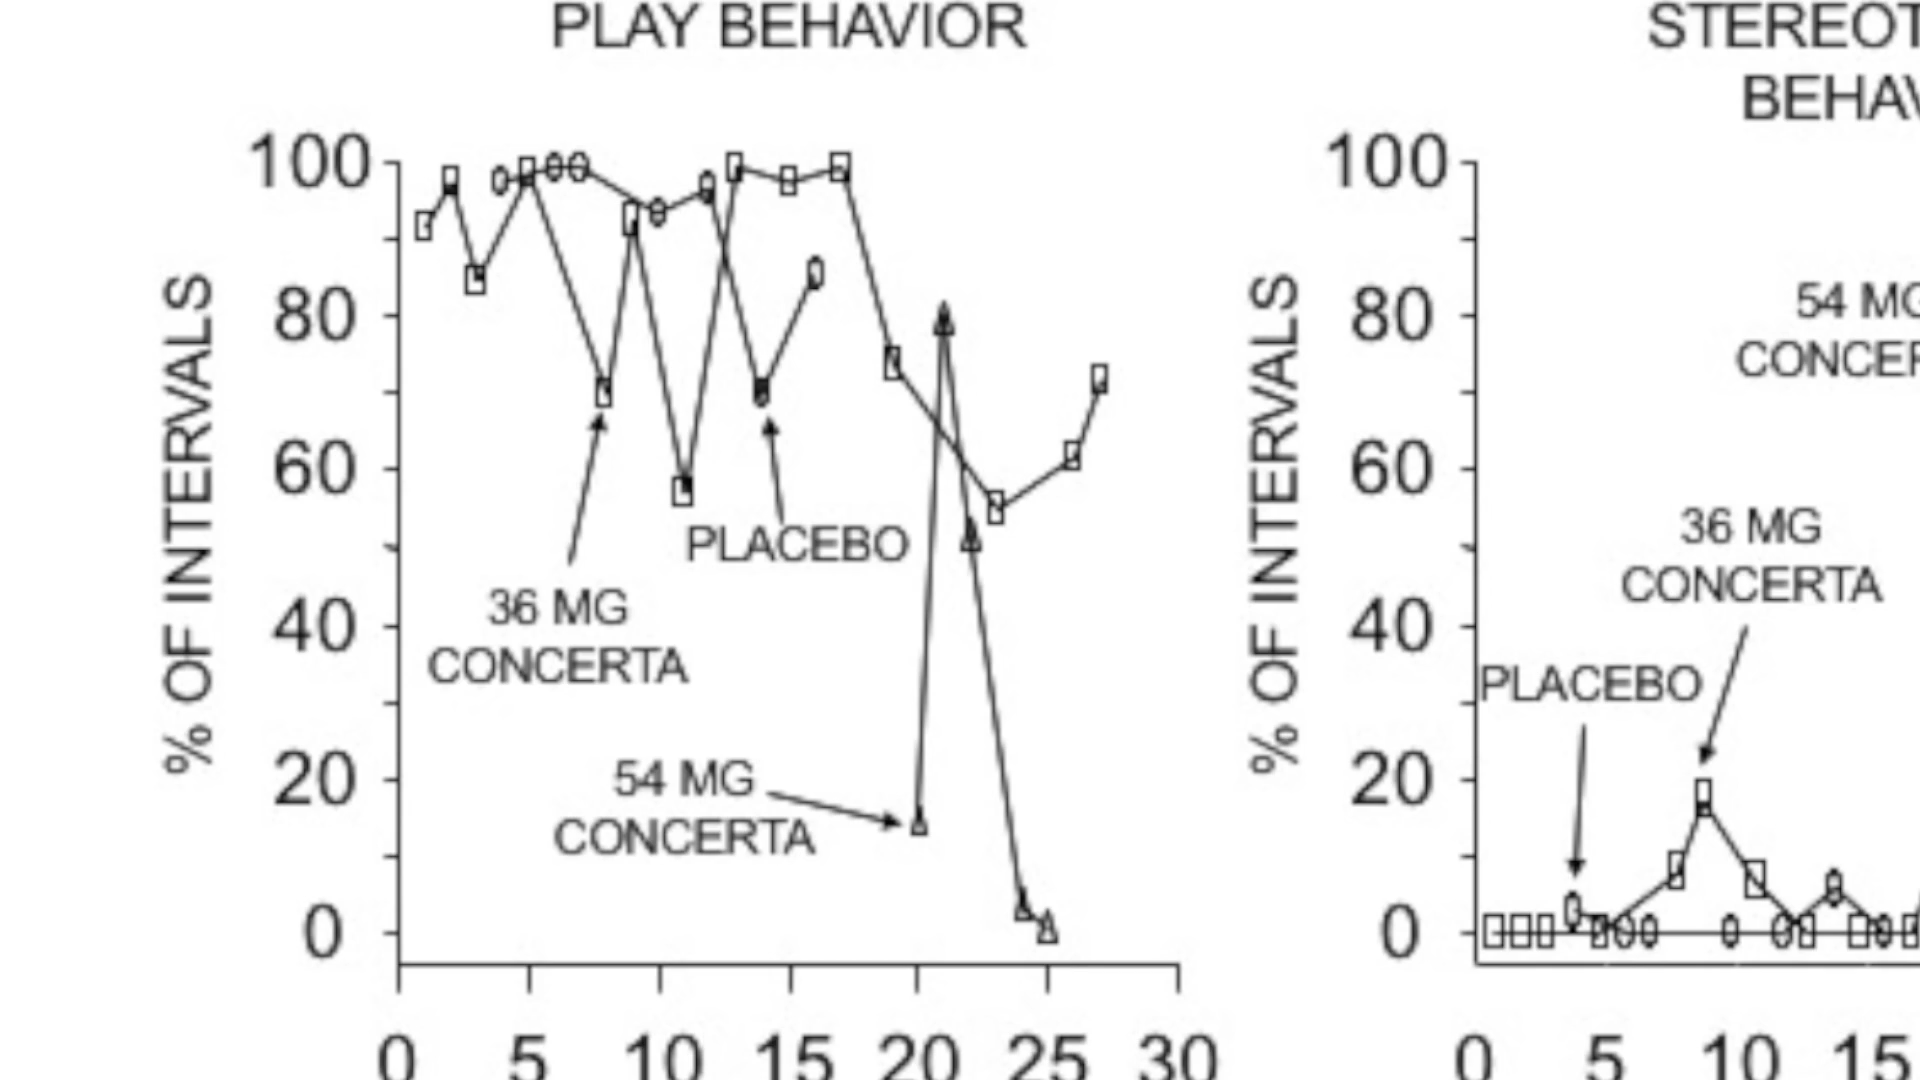 PLAY BEHAVIOR
% OF INTERVALS
100
80
60
40
20
0
36 MG
CONCERTA
PLACEBO
54 MG
CONCERTA
0 5 10 15 20 25 30
% OF INTERVALS
100
80
60
40
20
0
54
36 MG
CONCERTA
PLACEBO
0 5 10 15